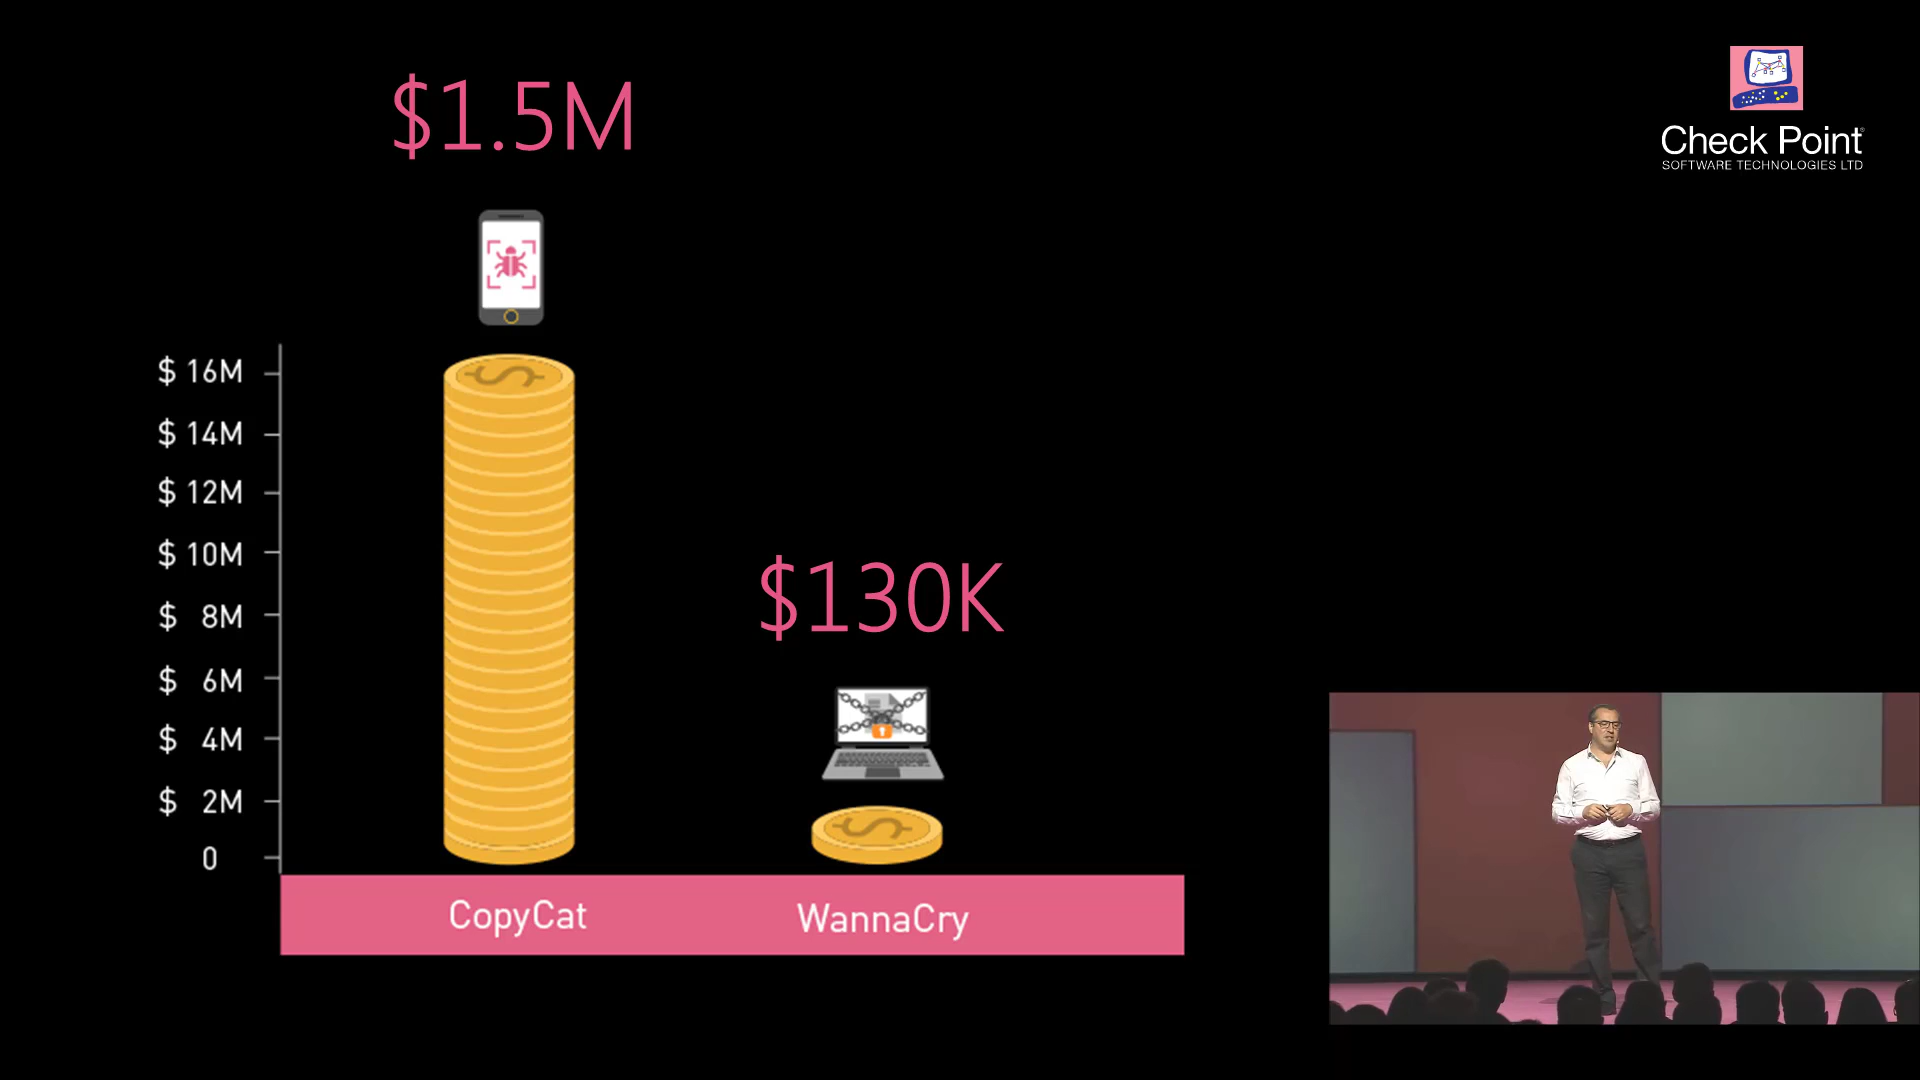 $1.5M
Check Point
SOFTWARE TECHNOLOGIES LTD
$ 16M
$ 14M
$ 12M
$ 10M
$ 8M
$ 6M
$ 4M
$ 2M
0
$130K
CopyCat
WannaCry